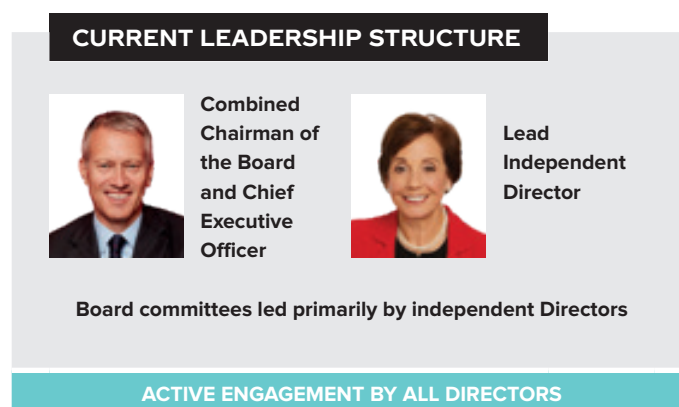 CURRENT LEADERSHIP STRUCTURE
Combined
Chairman of
the Board
and Chief
Executive
Officer
Lead
Independent
Director
Board committees led primarily by independent Directors
ACTIVE ENGAGEMENT BY ALL DIRECTORS